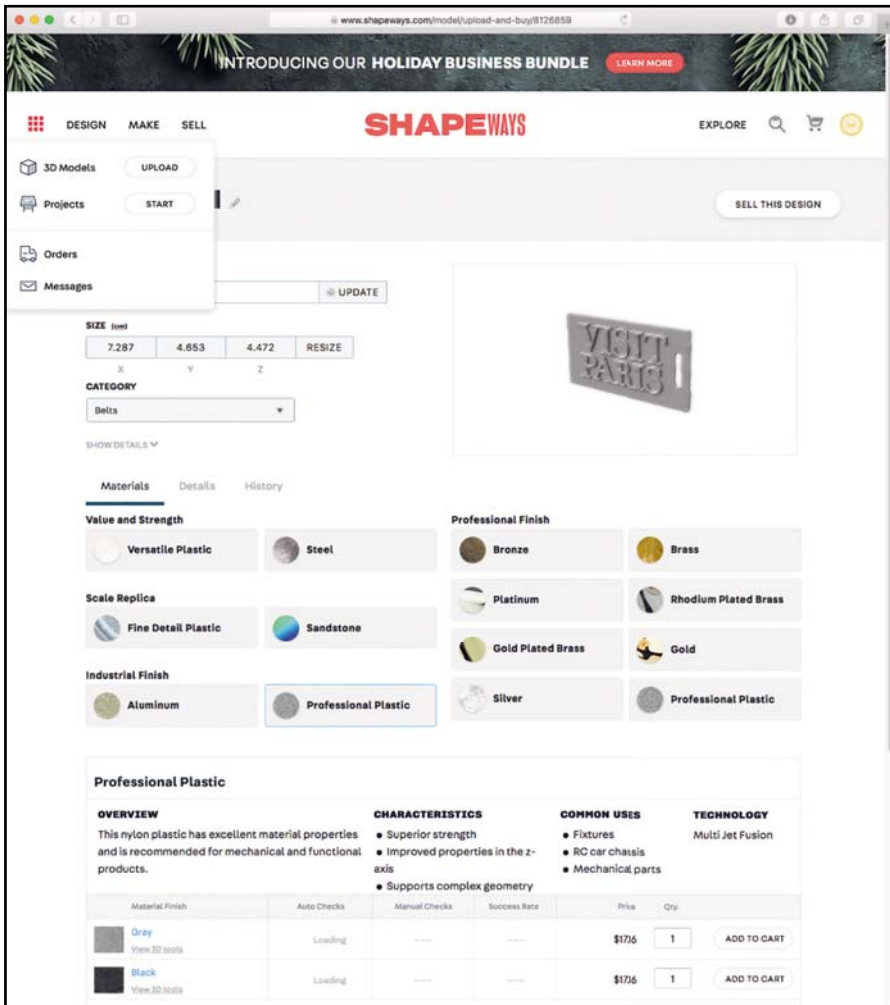 www.shapeways.com/model/upload-and-buy/8126859
INTRODUCING OUR HOLIDAY BUSINESS BUNDLE LEARN MORE
DESIGN MAKE SELL SHAPEWAYS EXPLORE
3D Models UPLOAD
Projects START
SELL THIS DESIGN
Orders
Messages
UPDATE
SIZE
7.287 4.653 4.472 RESIZE
X Y Z
CATEGORY
Belts
SHOW DETAILS
VISIT
PARIS
Materials Details History
Value and Strength
Versatile Plastic Steel
Scale Replica
Fine Detail Plastic Sandstone
Industrial Finish
Aluminum Professional Plastic
Professional Finish
Bronze Brass
Platinum Rhodium Plated Brass
Gold Plated Brass Gold
Silver Professional Plastic
Professional Plastic
OVERVIEW
This nylon plastic has excellent material properties
and is recommended for mechanical and functional
products.
CHARACTERISTICS
• Superior strength
• Improved properties in the z-
axis
• Supports complex geometry
COMMON USES
• Fixtures
• RC car chassis
• Mechanical parts
TECHNOLOGY
Multi Jet Fusion
Material Finish Auto Checks Manual Checks Success Rate Price Qty.
Gray Loading --- --- $17.16 1 ADD TO CART
View 3D tools
Black Loading --- --- $17.16 1 ADD TO CART
View 3D tools